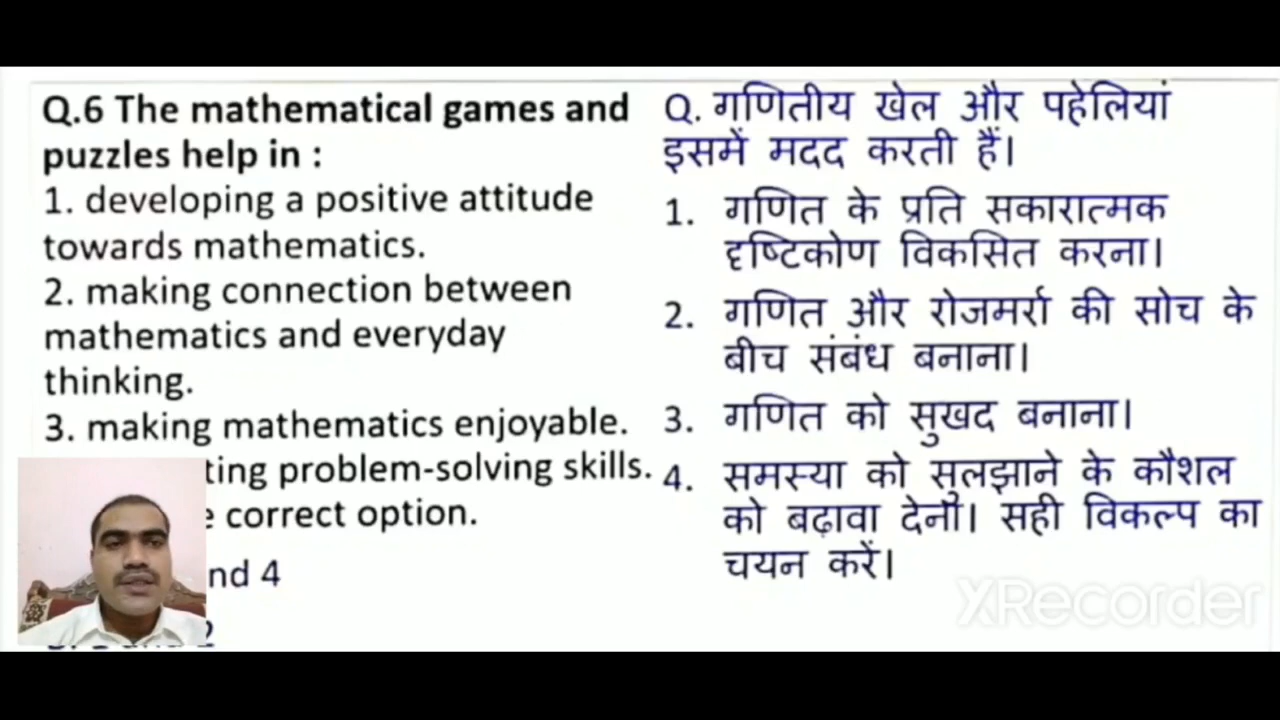 Q.6 The mathematical games and
puzzles help in :
1. developing a positive attitude
towards mathematics.
2. making connection between
mathematics and everyday
thinking.
3. making mathematics enjoyable.
ting problem-solving skills.
correct option.
nd 4
Q. गणितीय खेल और पहेलियां
इसमें मदद करती हैं।
1. गणित के प्रति सकारात्मक
दृष्टिकोण विकसित करना।
2. गणित और रोजमर्रा की सोच के
बीच संबंध बनाना।
3. गणित को सुखद बनाना।
4. समस्या को सुलझाने के कौशल
को बढ़ावा देना। सही विकल्प का
चयन करें।
XRecorder